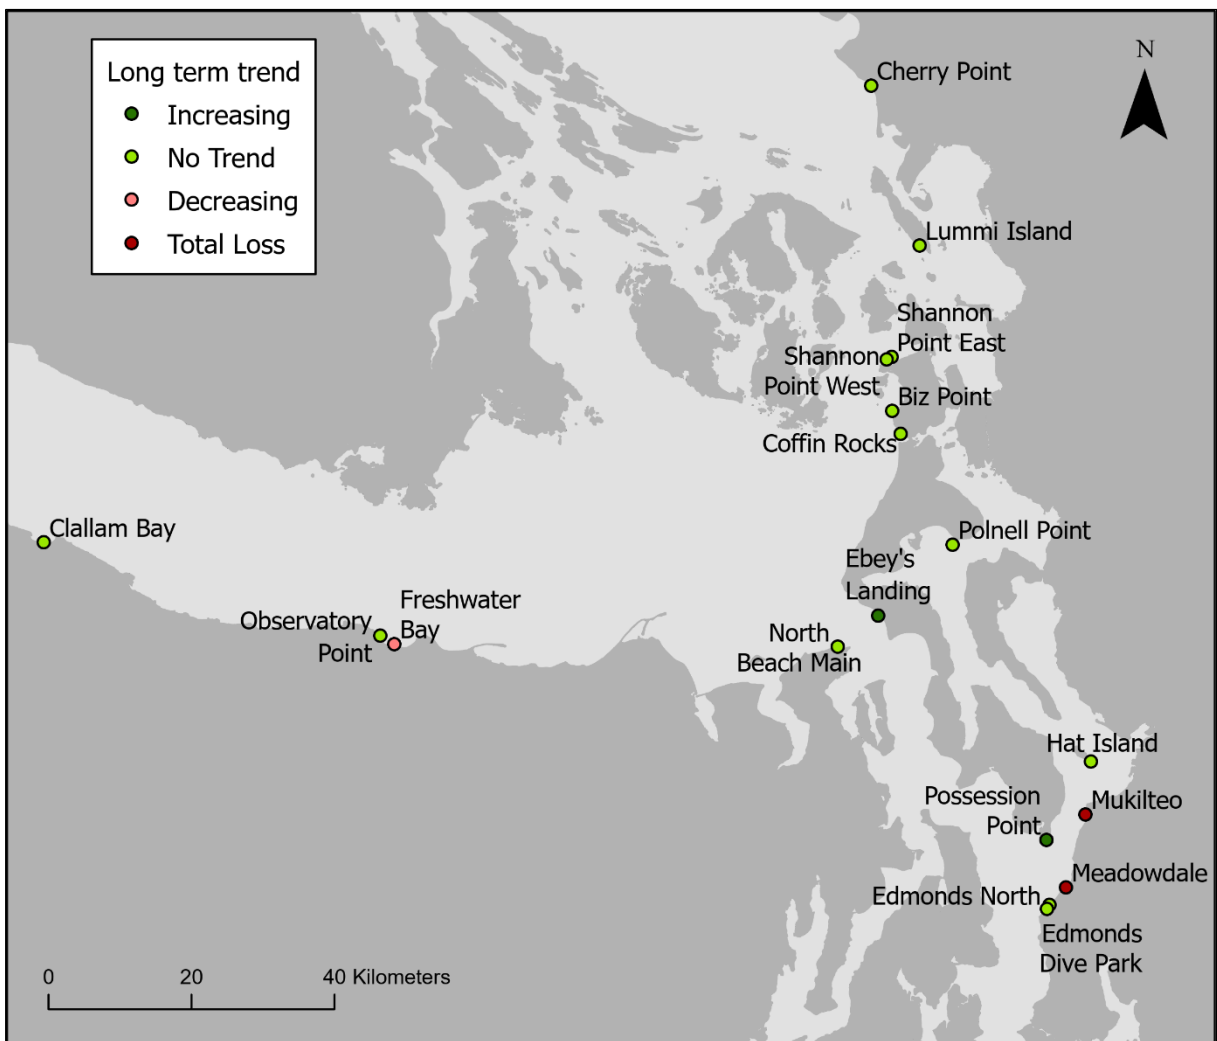 Long term trend
Increasing
No Trend
Decreasing
Total Loss
N
Cherry Point
Lummi Island
Shannon
Point East
Shannon
Point West
Biz Point
Coffin Rocks
Clallam Bay
Polnell Point
Ebey's
Landing
Freshwater
Bay
Observatory
Point
North
Beach Main
Hat Island
Possession
Point
Mukilteo
Meadowdale
Edmonds North
Edmonds
Dive Park
0 20 40 Kilometers